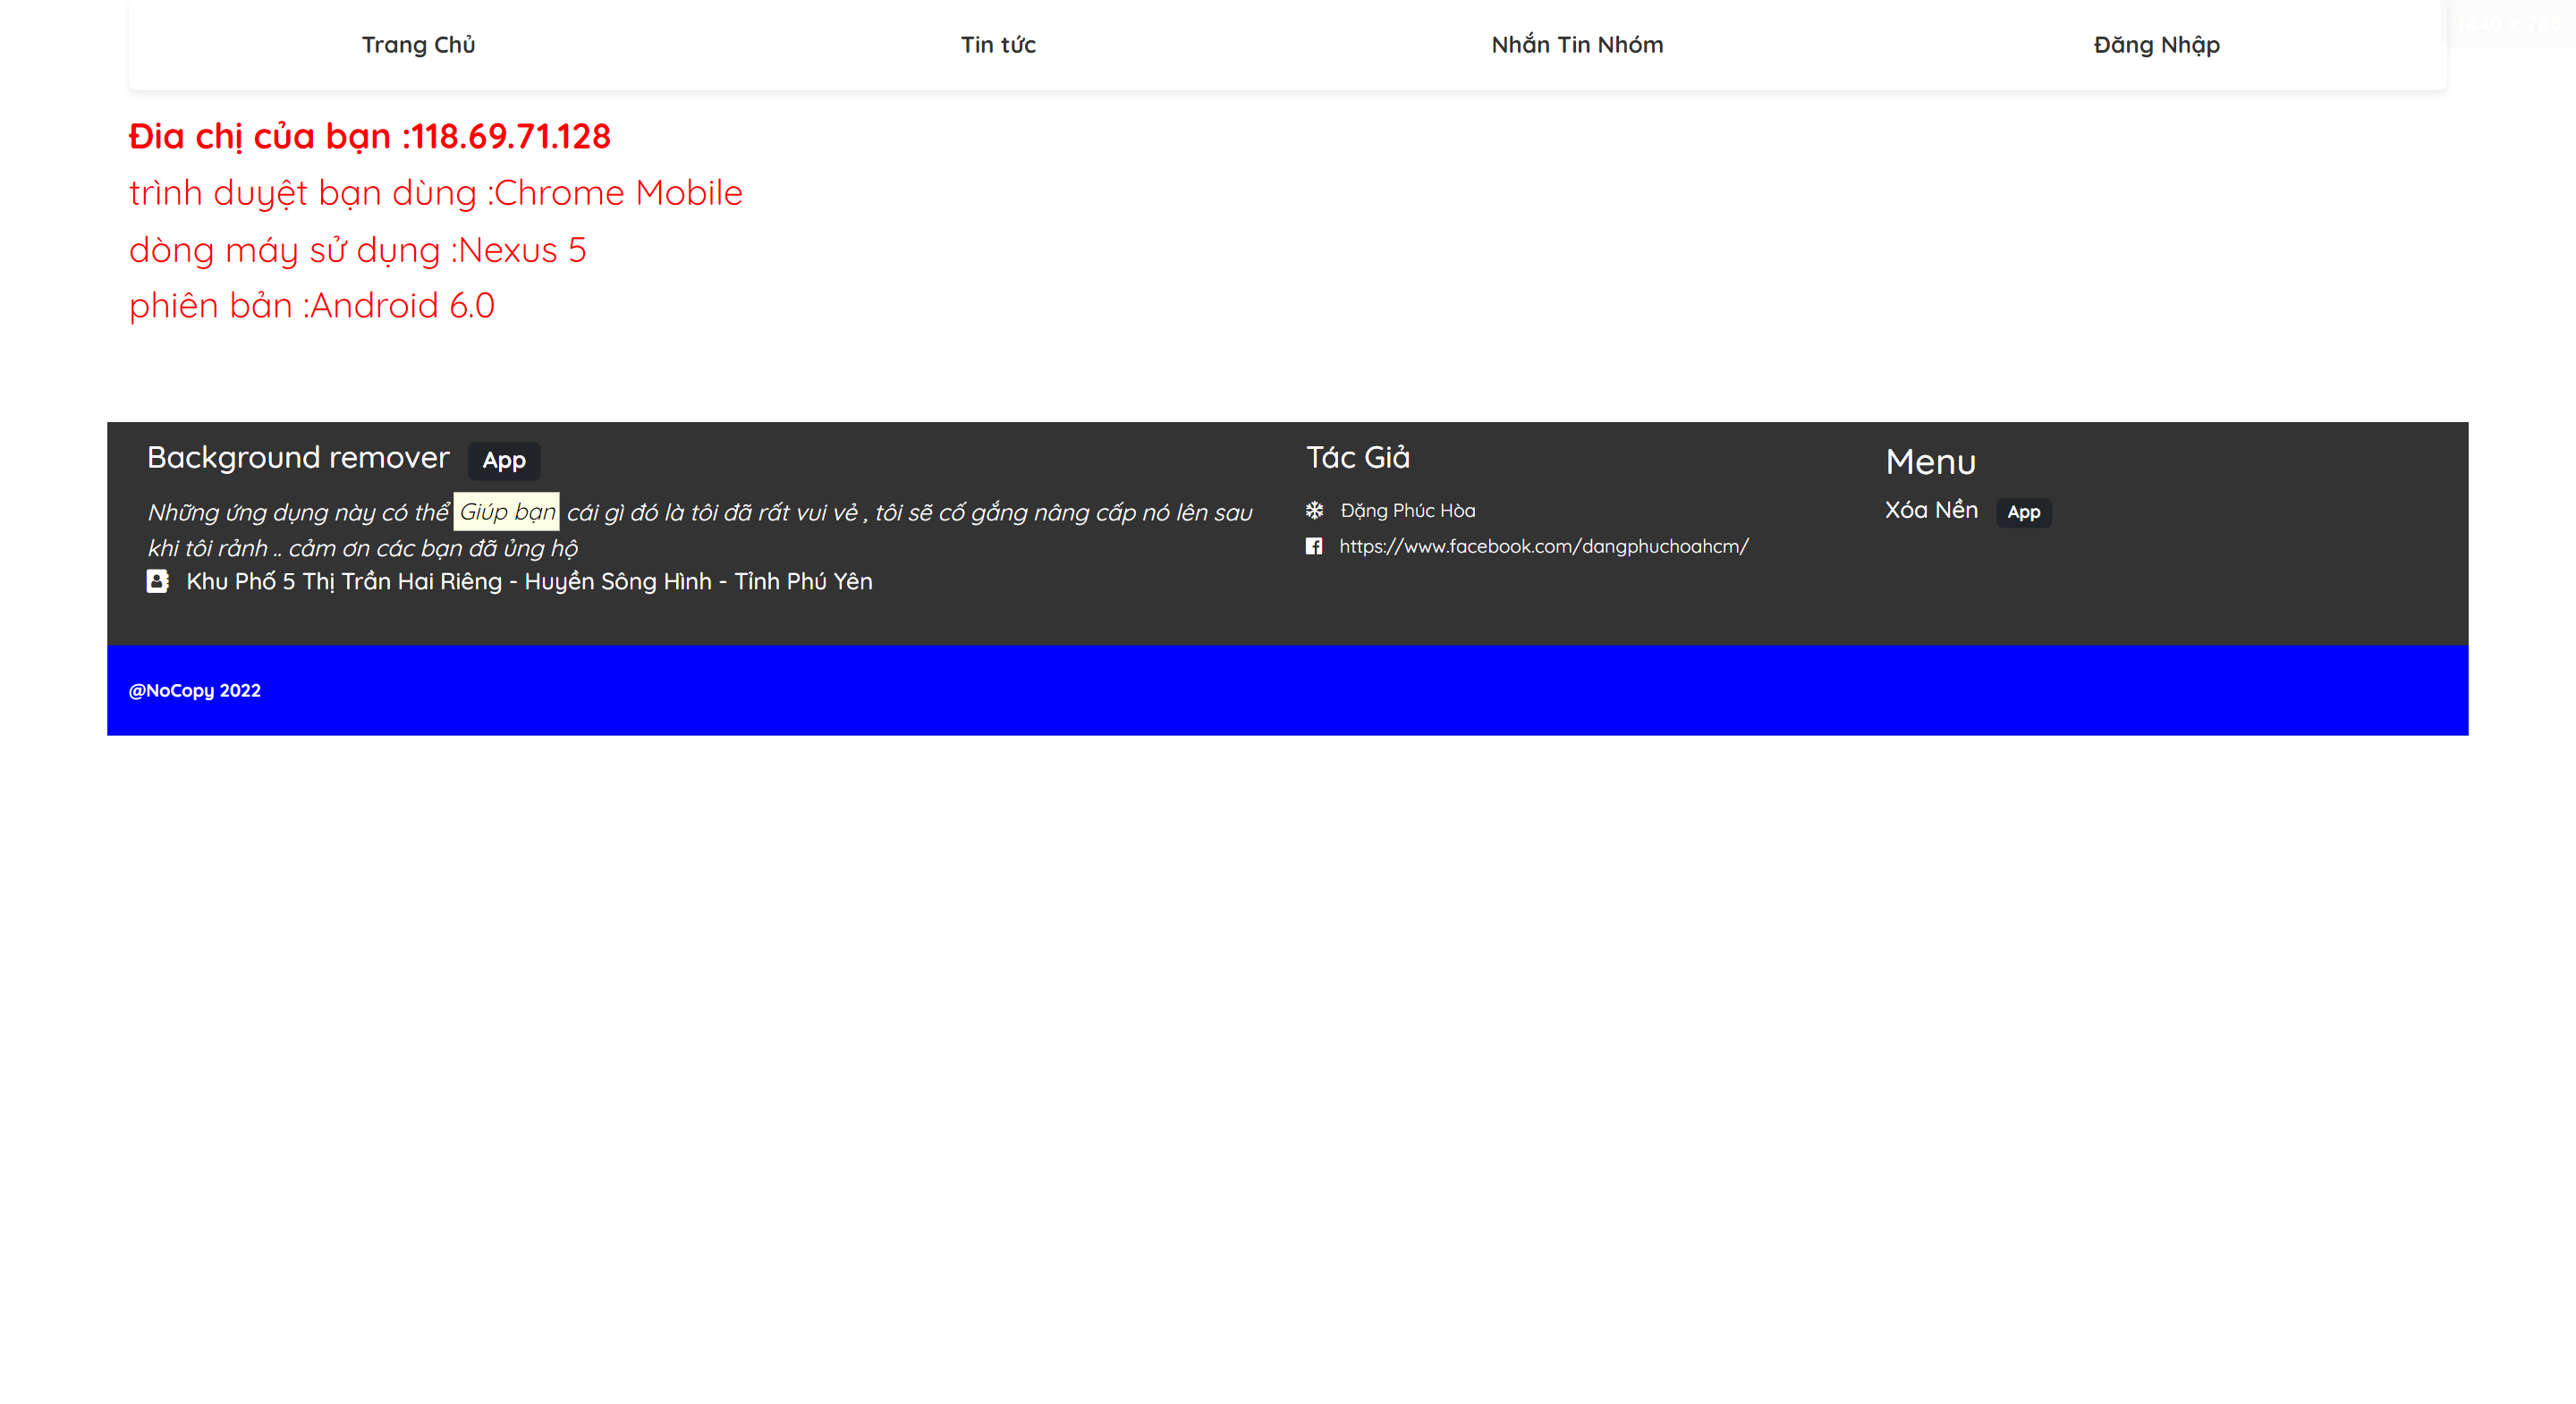 Trang Chủ
Tin tức
Nhắn Tin Nhóm
Đăng Nhập
Đia chị của bạn :118.69.71.128
trình duyệt bạn dùng :Chrome Mobile
dòng máy sử dụng :Nexus 5
phiên bản :Android 6.0
Background remover App
Những ứng dụng này có thể Giúp bạn cái gì đó là tôi đã rất vui vẻ , tôi sẽ cố gắng nâng cấp nó lên sau
khi tôi rảnh .. cảm ơn các bạn đã ủng hộ
Khu Phố 5 Thị Trần Hai Riêng - Huyền Sông Hình - Tỉnh Phú Yên
Tác Giả
Đặng Phúc Hòa
https://www.facebook.com/dangphuchoahcm/
Menu
Xóa Nền App
@NoCopy 2022